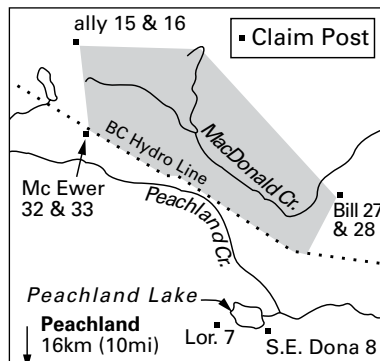 ally 15 & 16
Claim Post
BC Hydro Line
MacDonald Cr.
Mc Ewer
32 & 33
Peachland Cr.
Bill 27
& 28
Peachland Lake
Peachland
16km (10mi)
Lor. 7
S.E. Dona 8